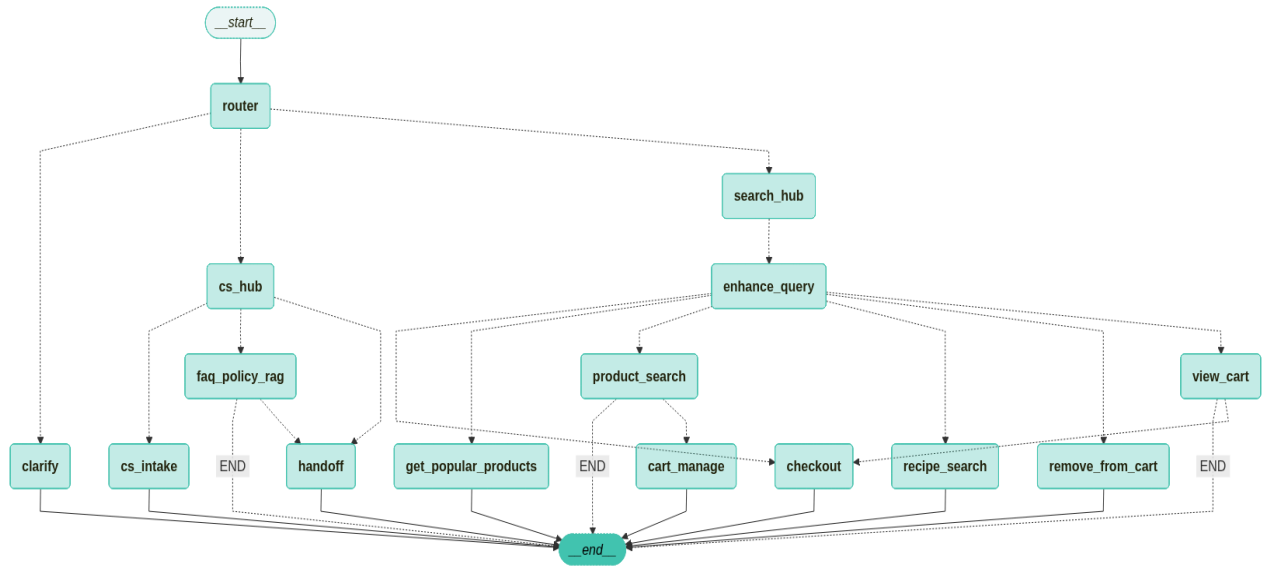 __start__
router
search_hub
cs_hub
enhance_query
faq_policy_rag
product_search
view_cart
clarify
cs_intake
END
handoff
get_popular_products
END
cart_manage
checkout
recipe_search
remove_from_cart
END
__end__